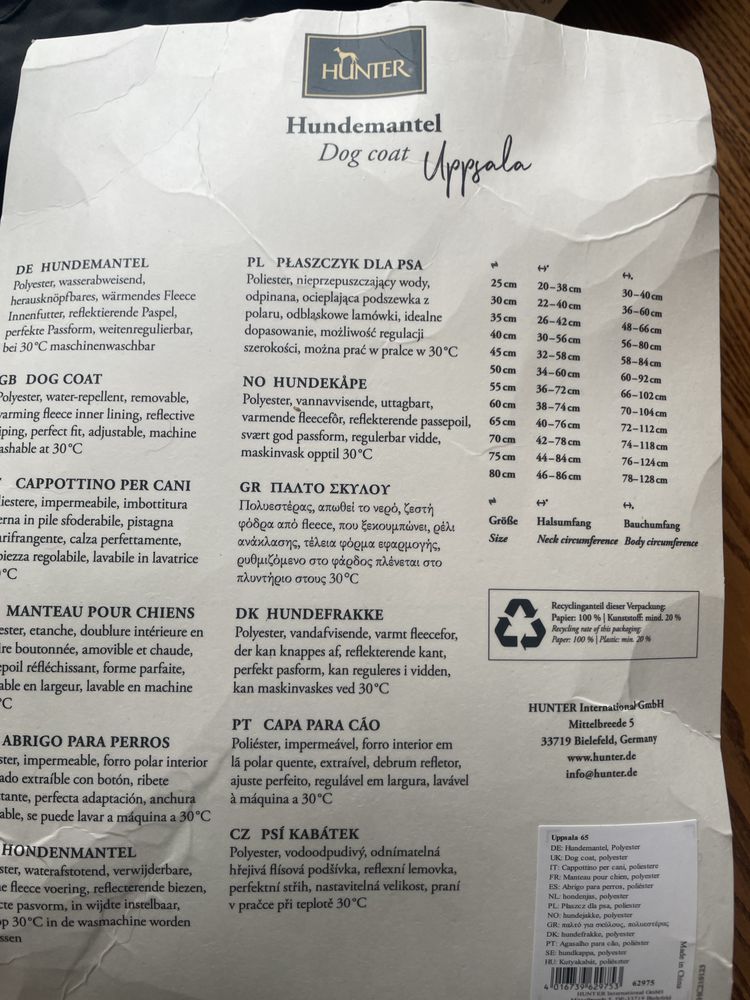 HUNTER
Hundemantel
Dog coat Uppsala
DE HUNDEMANTEL
Polyester, wasserabweisend,
herausknöpfbares, wärmendes Fleece
Innenfutter, reflektierende Paspel,
perfekte Passform, weitenregulierbar,
bei 30°C maschinenwaschbar
GB DOG COAT
Polyester, water-repellent, removable,
warming fleece inner lining, reflective
piping, perfect fit, adjustable, machine
washable at 30°C
CAPPOTTINO PER CANI
impermeabile, imbottitura
in pile sfoderabile, pistagna
calza perfettamente,
regolabile, lavabile in lavatrice
°C
MANTEAU POUR CHIENS
etanche, doublure intérieure en
boutonnée, amovible et chaude,
réfléchissant, forme parfaite,
en largeur, lavable en machine
°C
ABRIGO PARA PERROS
impermeable, forro polar interior
extraíble con botón, ribete
perfecta adaptación, anchura
se puede lavar a máquina a 30°C
HONDENMANTEL
waterafstotend, verwijderbare,
fleece voering, reflecterende biezen,
pasvorm, in wijdte instelbaar,
op 30°C in de wasmachine worden
PL PŁASZCZYK DLA PSA
Poliester, nieprzepuszczający wody,
odpinana, ocieplająca podszewka z
polaru, odblaskowe lamówki, idealne
dopasowanie, możliwość regulacji
szerokości, można prać w pralce w 30°C
NO HUNDEKÅPE
Polyester, vannavvisende, uttagbart,
varmende fleecefôr, reflekterende passepoil,
svært god passform, regulerbar vidde,
maskinvask opptil 30°C
GR ΠΑΛΤΟ ΣΚΥΛΟΥ
Πολυεστέρας, απωθεί το νερό, ζεστή
φόδρα από fleece, που ξεκουμπώνει, ρέλι
ανάκλασης, τέλεια φόρμα εφαρμογής,
ρυθμιζόμενο στο φάρδος πλένεται στο
πλυντήριο στους 30°C
DK HUNDEFRAKKE
Polyester, vandafvisende, varmt fleecefor,
der kan knappes af, reflekterende kant,
perfekt pasform, kan reguleres i vidden,
kan maskinvaskes ved 30°C
PT CAPA PARA CÃO
Poliéster, impermeável, forro interior em
lã polar quente, extraível, debrum refletor,
ajuste perfeito, regulável em largura, lavável
à máquina a 30°C
CZ PSÍ KABÁTEK
Polyester, vodoodpudivý, odnímatelná
hřejivá flísová podšívka, reflexní lemovka,
perfektní střih, nastavitelná velikost, praní
v pračce při teplotě 30°C
25 cm 20–38 cm 30–40 cm
30 cm 22–40 cm 36–60 cm
35 cm 26–42 cm 48–66 cm
40 cm 30–56 cm 56–80 cm
45 cm 32–58 cm 58–84 cm
50 cm 34–60 cm 60–92 cm
55 cm 36–72 cm 66–102 cm
60 cm 38–74 cm 70–104 cm
65 cm 40–76 cm 72–112 cm
70 cm 42–78 cm 74–118 cm
75 cm 44–84 cm 76–124 cm
80 cm 46–86 cm 78–128 cm
Größe Halsumfang Bauchumfang
Size Neck circumference Body circumference
Recyclinganteil dieser Verpackung:
Papier: 100 % | Kunststoff: mind. 20 %
Recycling rate of this packaging:
Paper: 100 % | Plastic: min. 20 %
HUNTER International GmbH
Mittelbreede 5
33719 Bielefeld, Germany
www.hunter.de
info@hunter.de
Uppsala 65
DE: Hundemantel, Polyester
UK: Dog coat, polyester
IT: Cappottino per cani, poliestere
FR: Manteau pour chien, polyester
ES: Abrigo para perros, poliéster
NL: hondenjas, polyester
PL: Płaszcz dla psa, polyester
NO: hundejakke, polyester
GR: παλτό για σκύλους, πολυεστέρας
DK: hundefrakke, polyester
PT: Agasalho para cão, poliéster
SE: hundkappa, polyester
HU: Kutyakabát, poliészter
Made in China
62975
4 016739 629753
HUNTER International GmbH